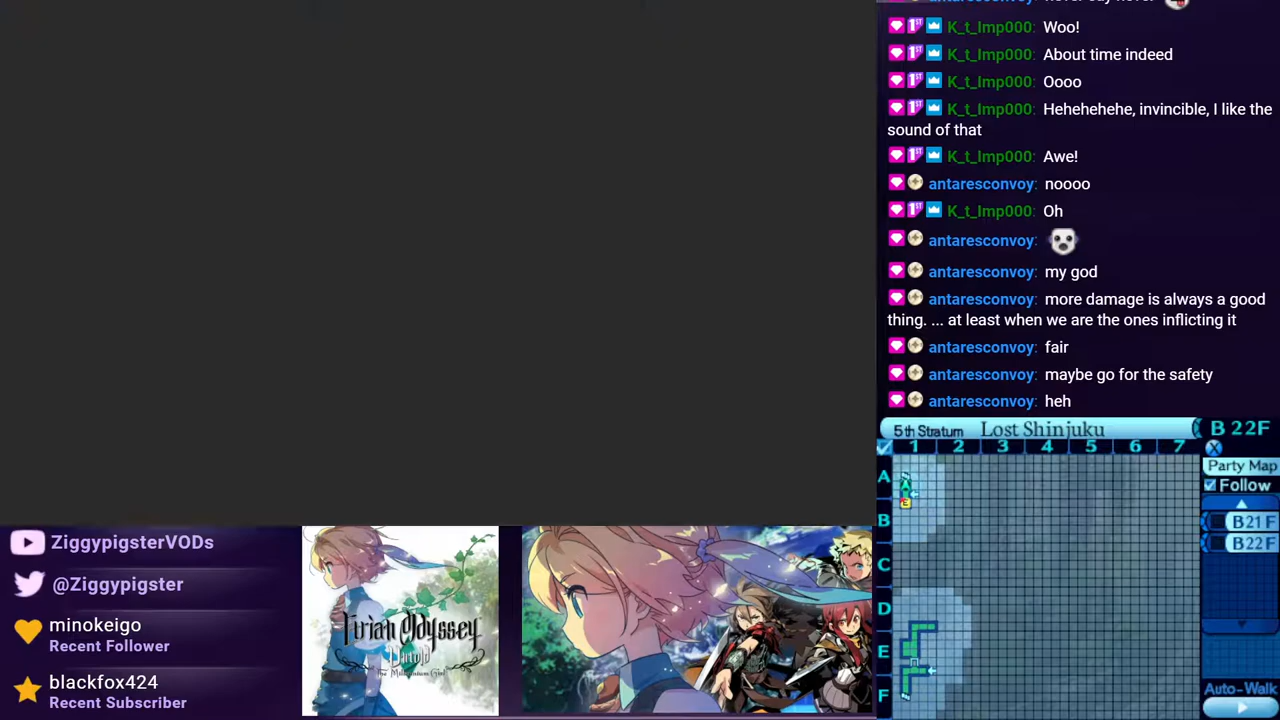 K_t_Imp000: Woo!
K_t_Imp000: About time indeed
K_t_Imp000: Oooo
K_t_Imp000: Hehehehehe, invincible, I like the
sound of that
K_t_Imp000: Awe!
antaresconvoy: noooo
K_t_Imp000: Oh
antaresconvoy:
antaresconvoy: my god
antaresconvoy: more damage is always a good
thing. ... at least when we are the ones inflicting it
antaresconvoy: fair
antaresconvoy: maybe go for the safety
antaresconvoy: heh
5th Stratum Lost Shinjuku B 22F
1 2 3 4 5 6 7 X
A
B
C
D
E
F
Party Map
Follow
B21F
B22F
Auto-Walk
ZiggypigsterVODs
@Ziggypigster
minokeigo
Recent Follower
blackfox424
Recent Subscriber
Odyssey
Untold
The Millennium Girl